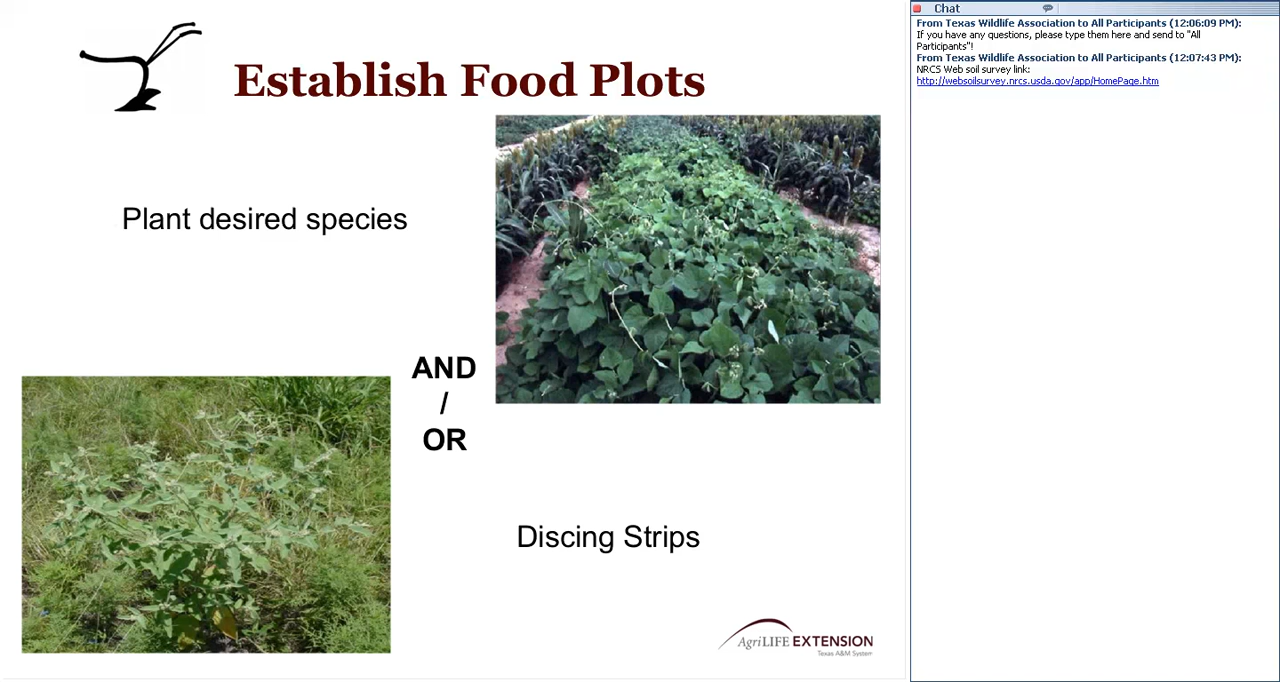 Establish Food Plots
Plant desired species
AND
/
OR
Discing Strips
AgriLIFE EXTENSION
Texas A&M System
Chat
From Texas Wildlife Association to All Participants (12:06:09 PM):
If you have any questions, please type them here and send to "All
Participants"!
From Texas Wildlife Association to All Participants (12:07:43 PM):
NRCS Web soil survey link:
http://websoilsurvey.nrcs.usda.gov/app/HomePage.htm